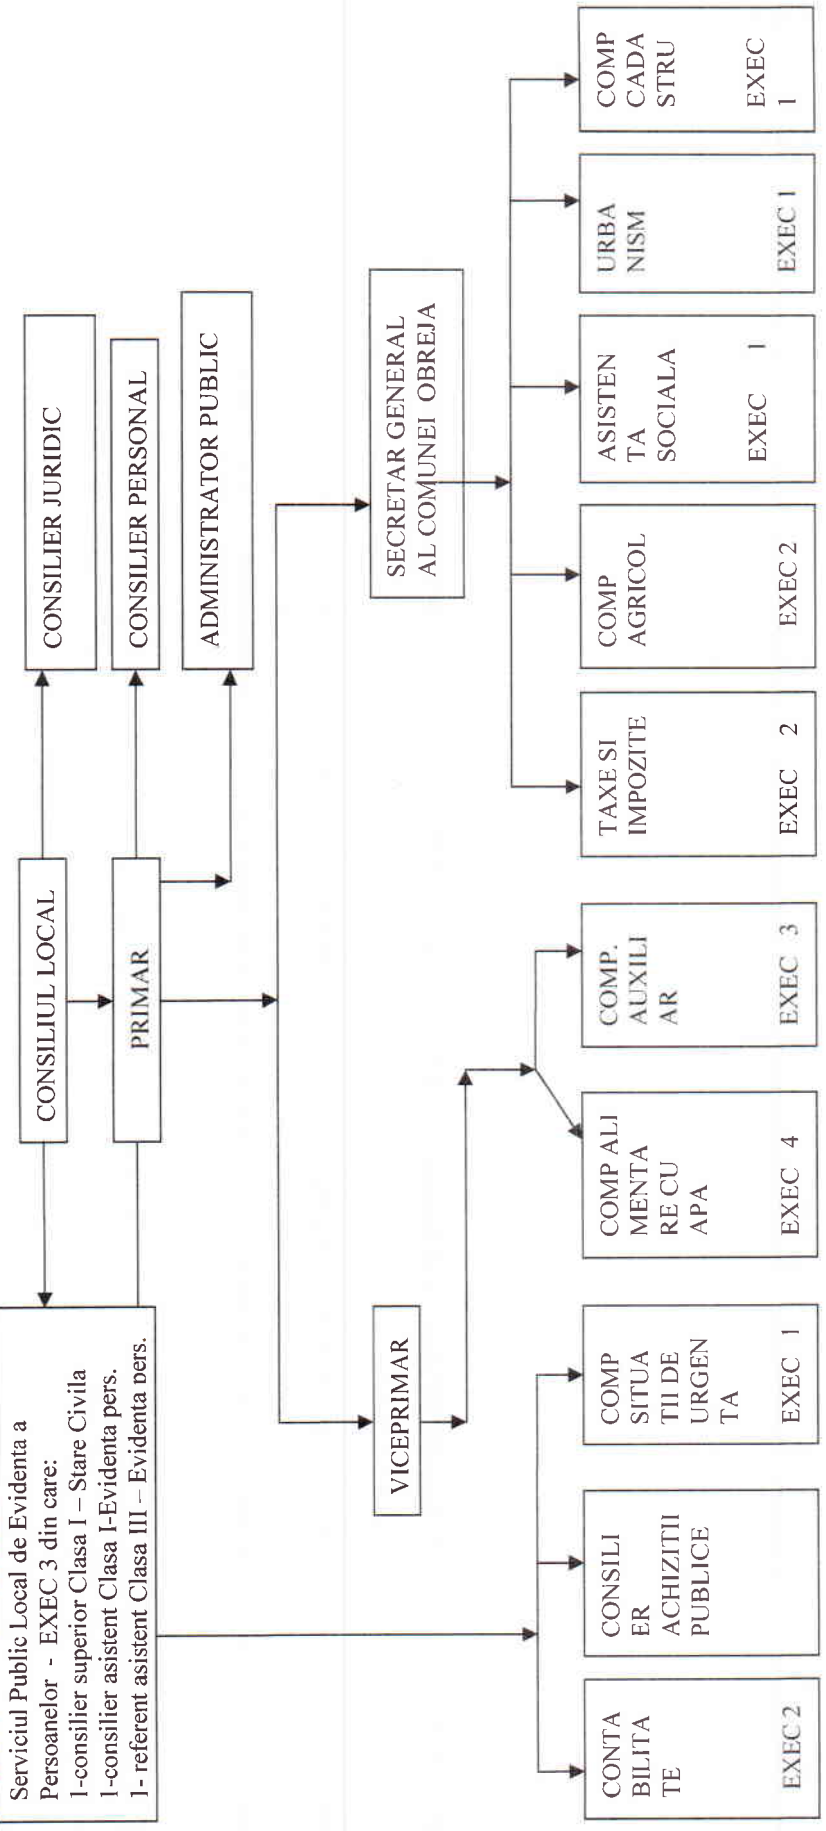 Serviciul Public Local de Evidenta a
Persoanelor - EXEC 3 din care:
1-consilier superior Clasa I – Stare Civila
1-consilier asistent Clasa I-Evidenta pers.
1- referent asistent Clasa III – Evidenta pers.
CONSILIUL LOCAL
PRIMAR
CONSILIER JURIDIC
CONSILIER PERSONAL
ADMINISTRATOR PUBLIC
VICEPRIMAR
SECRETAR GENERAL
AL COMUNEI OBREJA
CONTA
BILITA
TE
EXEC 2
CONSILI
ER
ACHIZITII
PUBLICE
COMP
SITUA
TII DE
URGEN
TA
EXEC 1
COMP ALI
MENTA
RE CU
APA
EXEC 4
COMP.
AUXILI
AR
EXEC 3
TAXE SI
IMPOZITE
EXEC 2
COMP
AGRICOL
EXEC 2
ASISTEN
TA
SOCIALA
EXEC 1
URBA
NISM
EXEC 1
COMP
CADA
STRU
EXEC
1